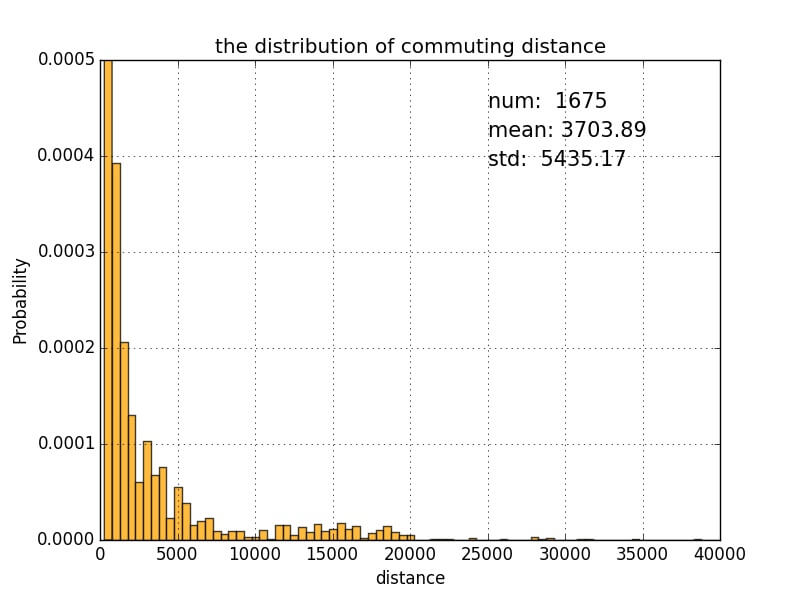 the distribution of commuting distance
0.0005
num:  1675
mean: 3703.89
0.0004
std:  5435.17
0.0003
Probability
0.0002
0.0001
0.0000
0 5000 10000 15000 20000 25000 30000 35000 40000
distance